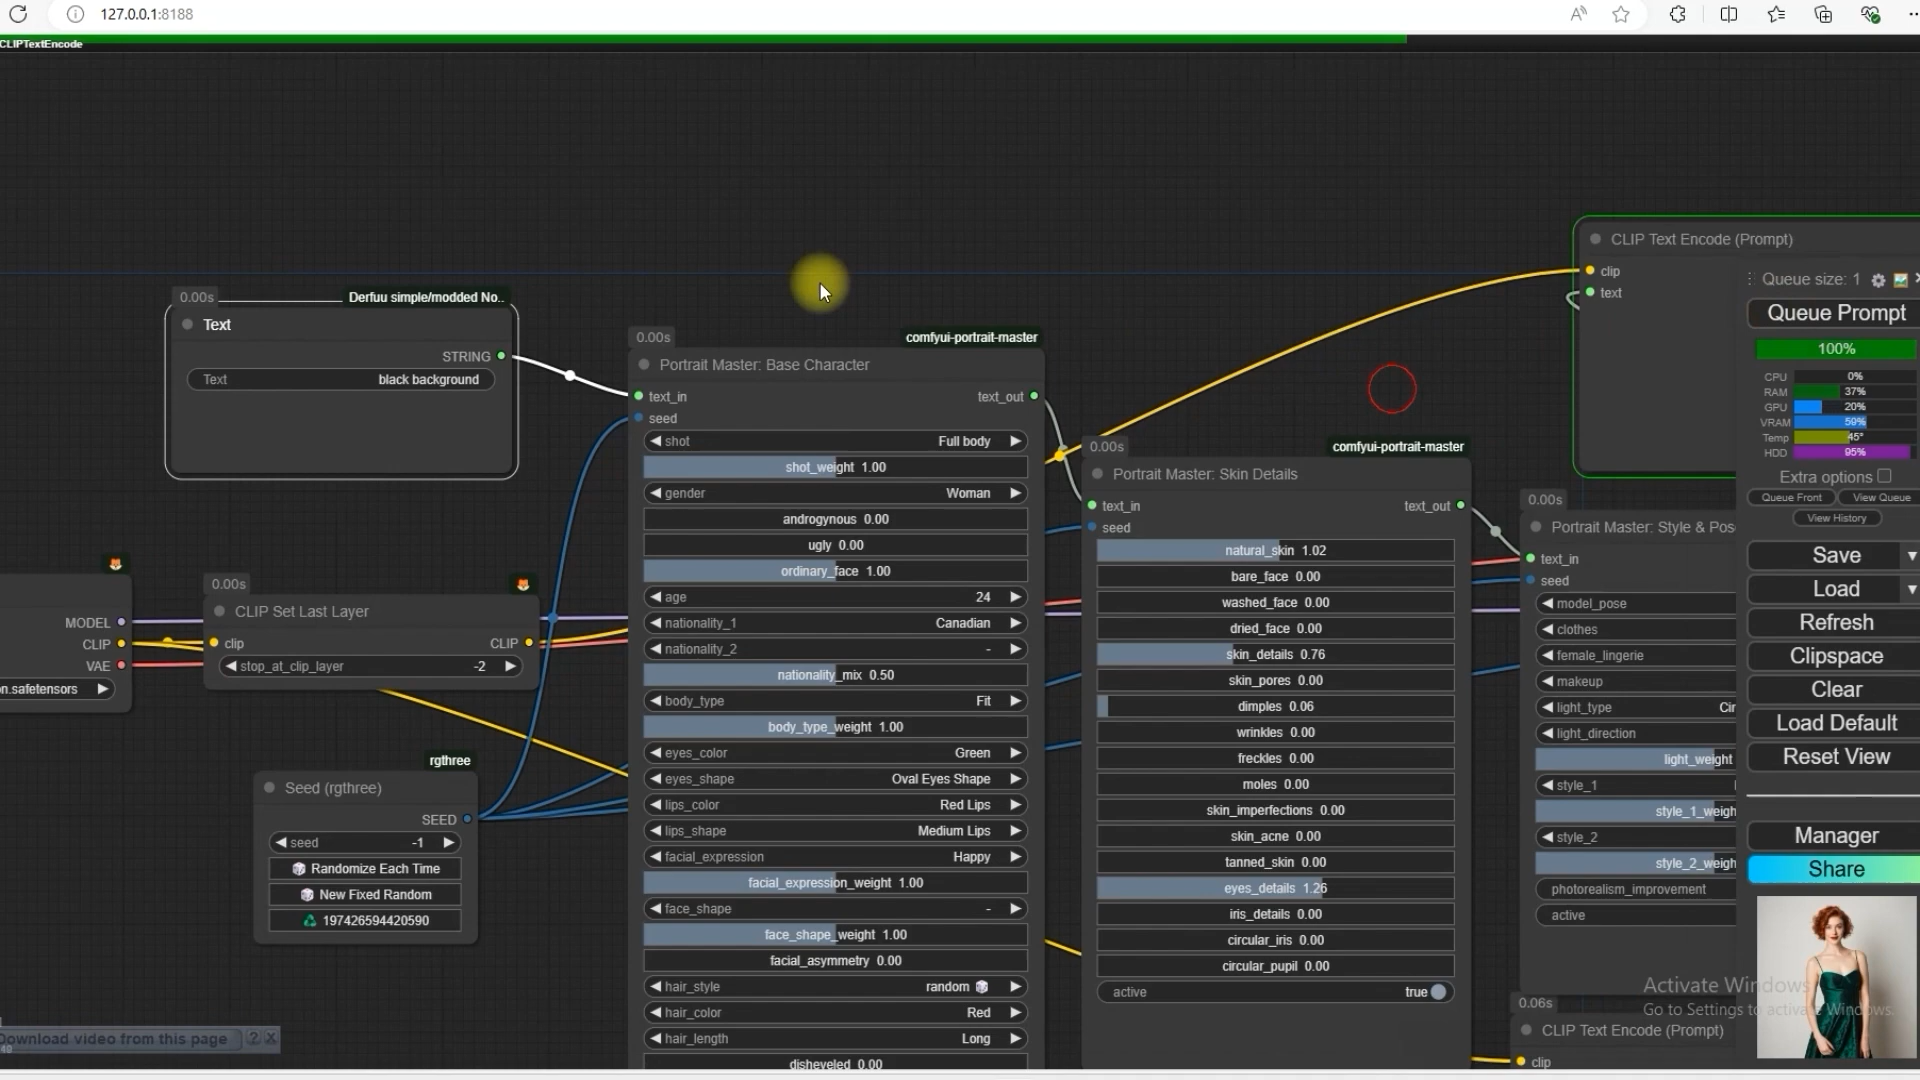 127.0.0.1:8188
CLIPTextEncode
0.00s
Derfuu simple/modded No..
Text
STRING
Text
black background
MODEL
CLIP
VAE
n.safetensors
0.00s
CLIP Set Last Layer
clip
CLIP
stop_at_clip_layer
-2
rgthree
Seed (rgthree)
SEED
seed
-1
Randomize Each Time
New Fixed Random
197426594420590
0.00s
comfyui-portrait-master
Portrait Master: Base Character
text_in
text_out
seed
shot
Full body
shot_weight 1.00
gender
Woman
androgynous 0.00
ugly 0.00
ordinary_face 1.00
age
24
nationality_1
Canadian
nationality_2
-
nationality_mix 0.50
body_type
Fit
body_type_weight 1.00
eyes_color
Green
eyes_shape
Oval Eyes Shape
lips_color
Red Lips
lips_shape
Medium Lips
facial_expression
Happy
facial_expression_weight 1.00
face_shape
-
face_shape_weight 1.00
facial_asymmetry 0.00
hair_style
random
hair_color
Red
hair_length
Long
disheveled 0.00
0.00s
comfyui-portrait-master
Portrait Master: Skin Details
text_in
text_out
seed
natural_skin 1.02
bare_face 0.00
washed_face 0.00
dried_face 0.00
skin_details 0.76
skin_pores 0.00
dimples 0.06
wrinkles 0.00
freckles 0.00
moles 0.00
skin_imperfections 0.00
skin_acne 0.00
tanned_skin 0.00
eyes_details 1.26
iris_details 0.00
circular_iris 0.00
circular_pupil 0.00
active
true
CLIP Text Encode (Prompt)
clip
text
0.00s
Portrait Master: Style & Pose
text_in
seed
model_pose
clothes
female_lingerie
makeup
light_type
Cir
light_direction
light_weight
style_1
style_1_weigh
style_2
style_2_weigh
photorealism_improvement
active
0.06s
CLIP Text Encode (Prompt)
clip
Queue size: 1
Queue Prompt
100%
CPU
0%
RAM
37%
GPU
20%
VRAM
59%
Temp
45°
HDD
95%
Extra options
Queue Front
View Queue
View History
Save
Load
Refresh
Clipspace
Clear
Load Default
Reset View
Manager
Share
Activate Windows
Go to Settings to activate Windows.
Download video from this page
?
X